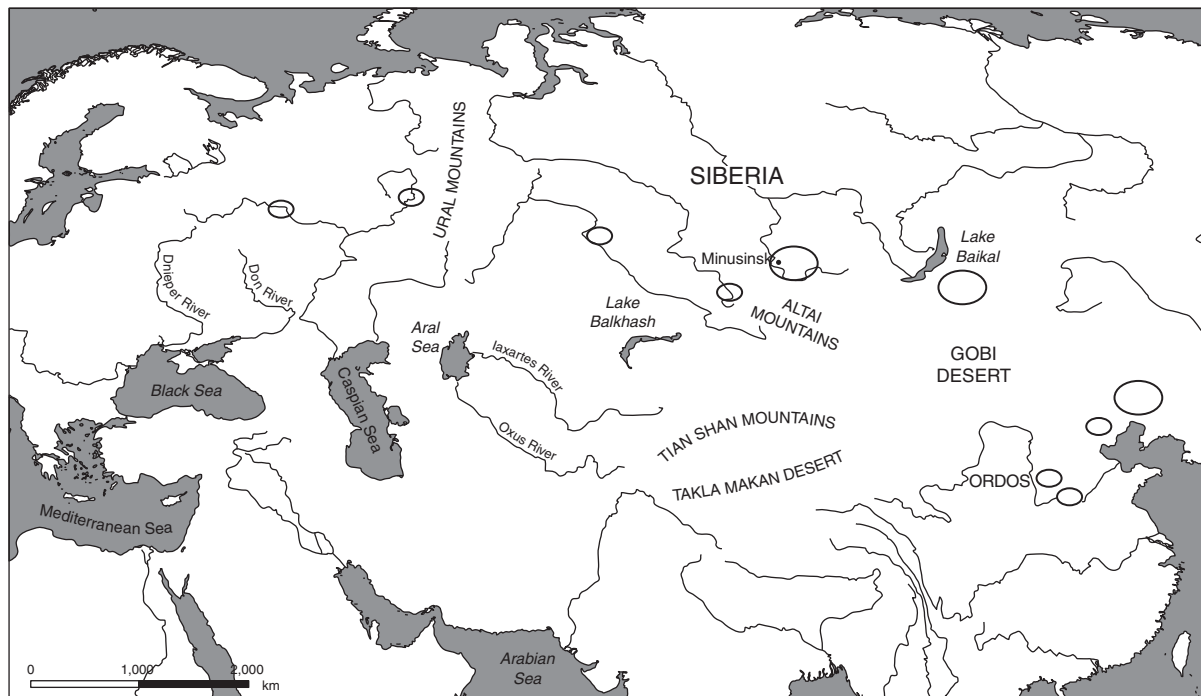 URAL MOUNTAINS
SIBERIA
Dnieper River
Don River
Minusinsk
Lake
Baikal
Lake
Balkhash
ALTAI
MOUNTAINS
Aral
Sea
Iaxartes River
GOBI
DESERT
Black Sea
Caspian Sea
Oxus River
TIAN SHAN MOUNTAINS
TAKLA MAKAN DESERT
ORDOS
Mediterranean Sea
Arabian
Sea
0 1,000 2,000
km